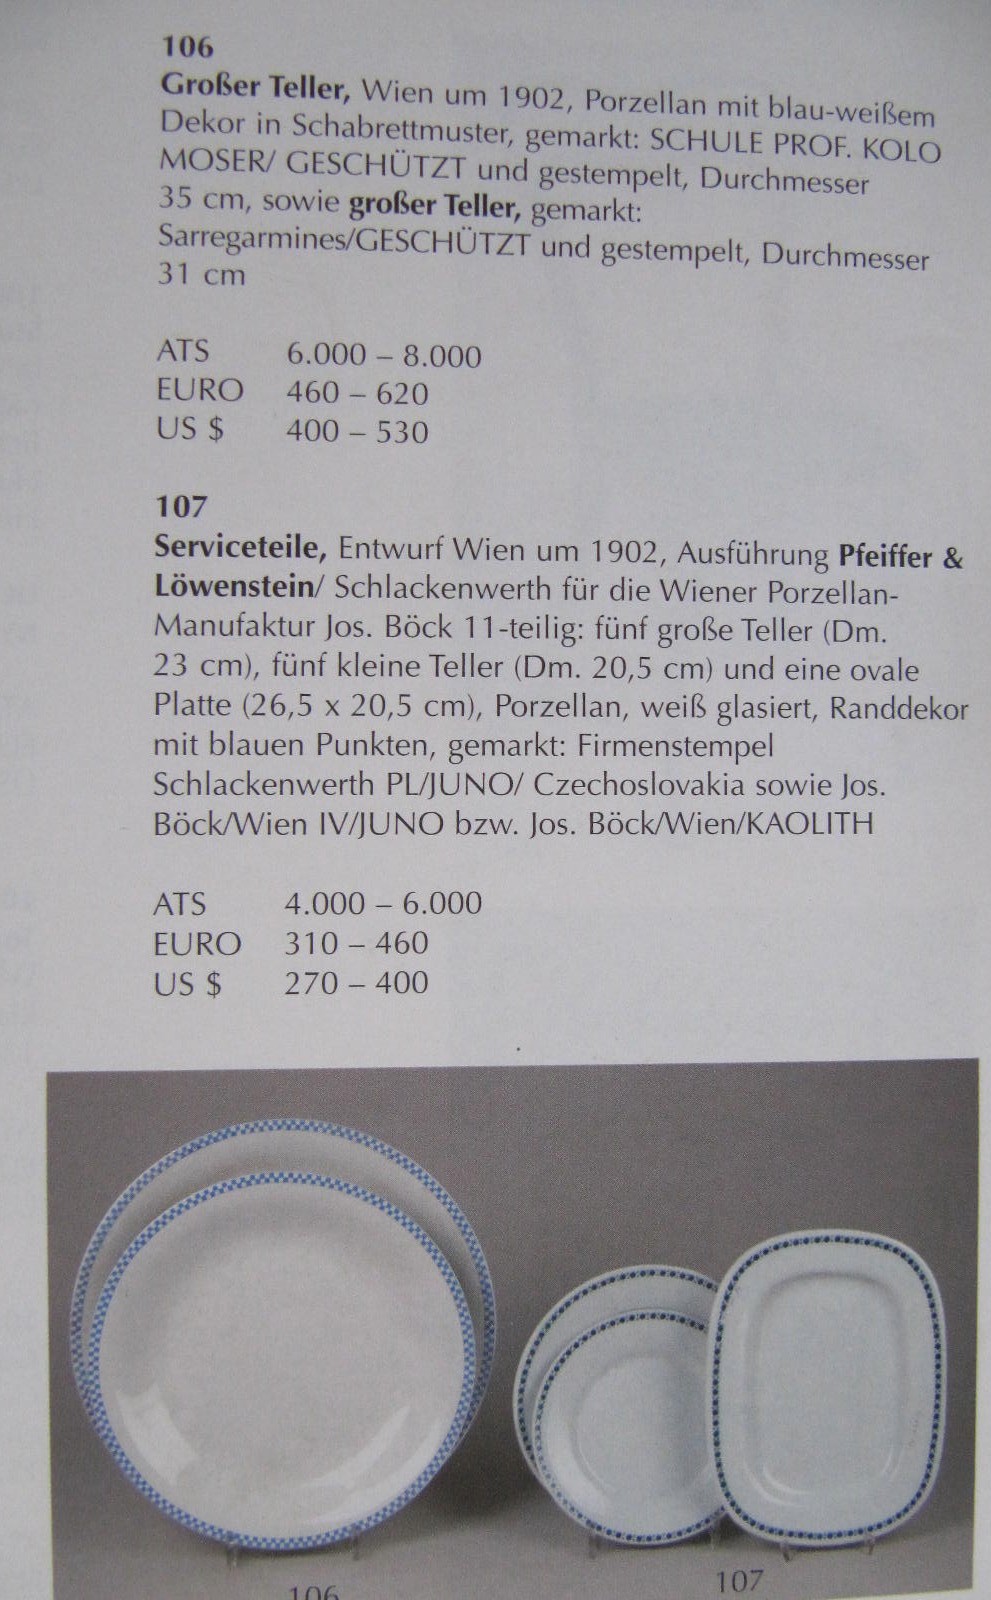 106
Großer Teller, Wien um 1902, Porzellan mit blau-weißem
Dekor in Schabrettmuster, gemarkt: SCHULE PROF. KOLO
MOSER/ GESCHÜTZT und gestempelt, Durchmesser
35 cm, sowie großer Teller, gemarkt:
Sarregarmines/GESCHÜTZT und gestempelt, Durchmesser
31 cm
ATS 6.000 – 8.000
EURO 460 – 620
US $ 400 – 530
107
Serviceteile, Entwurf Wien um 1902, Ausführung Pfeiffer &
Löwenstein/ Schlackenwerth für die Wiener Porzellan-
Manufaktur Jos. Böck 11-teilig: fünf große Teller (Dm.
23 cm), fünf kleine Teller (Dm. 20,5 cm) und eine ovale
Platte (26,5 x 20,5 cm), Porzellan, weiß glasiert, Randdekor
mit blauen Punkten, gemarkt: Firmenstempel
Schlackenwerth PL/JUNO/ Czechoslovakia sowie Jos.
Böck/Wien IV/JUNO bzw. Jos. Böck/Wien/KAOLITH
ATS 4.000 – 6.000
EURO 310 – 460
US $ 270 – 400
106
107